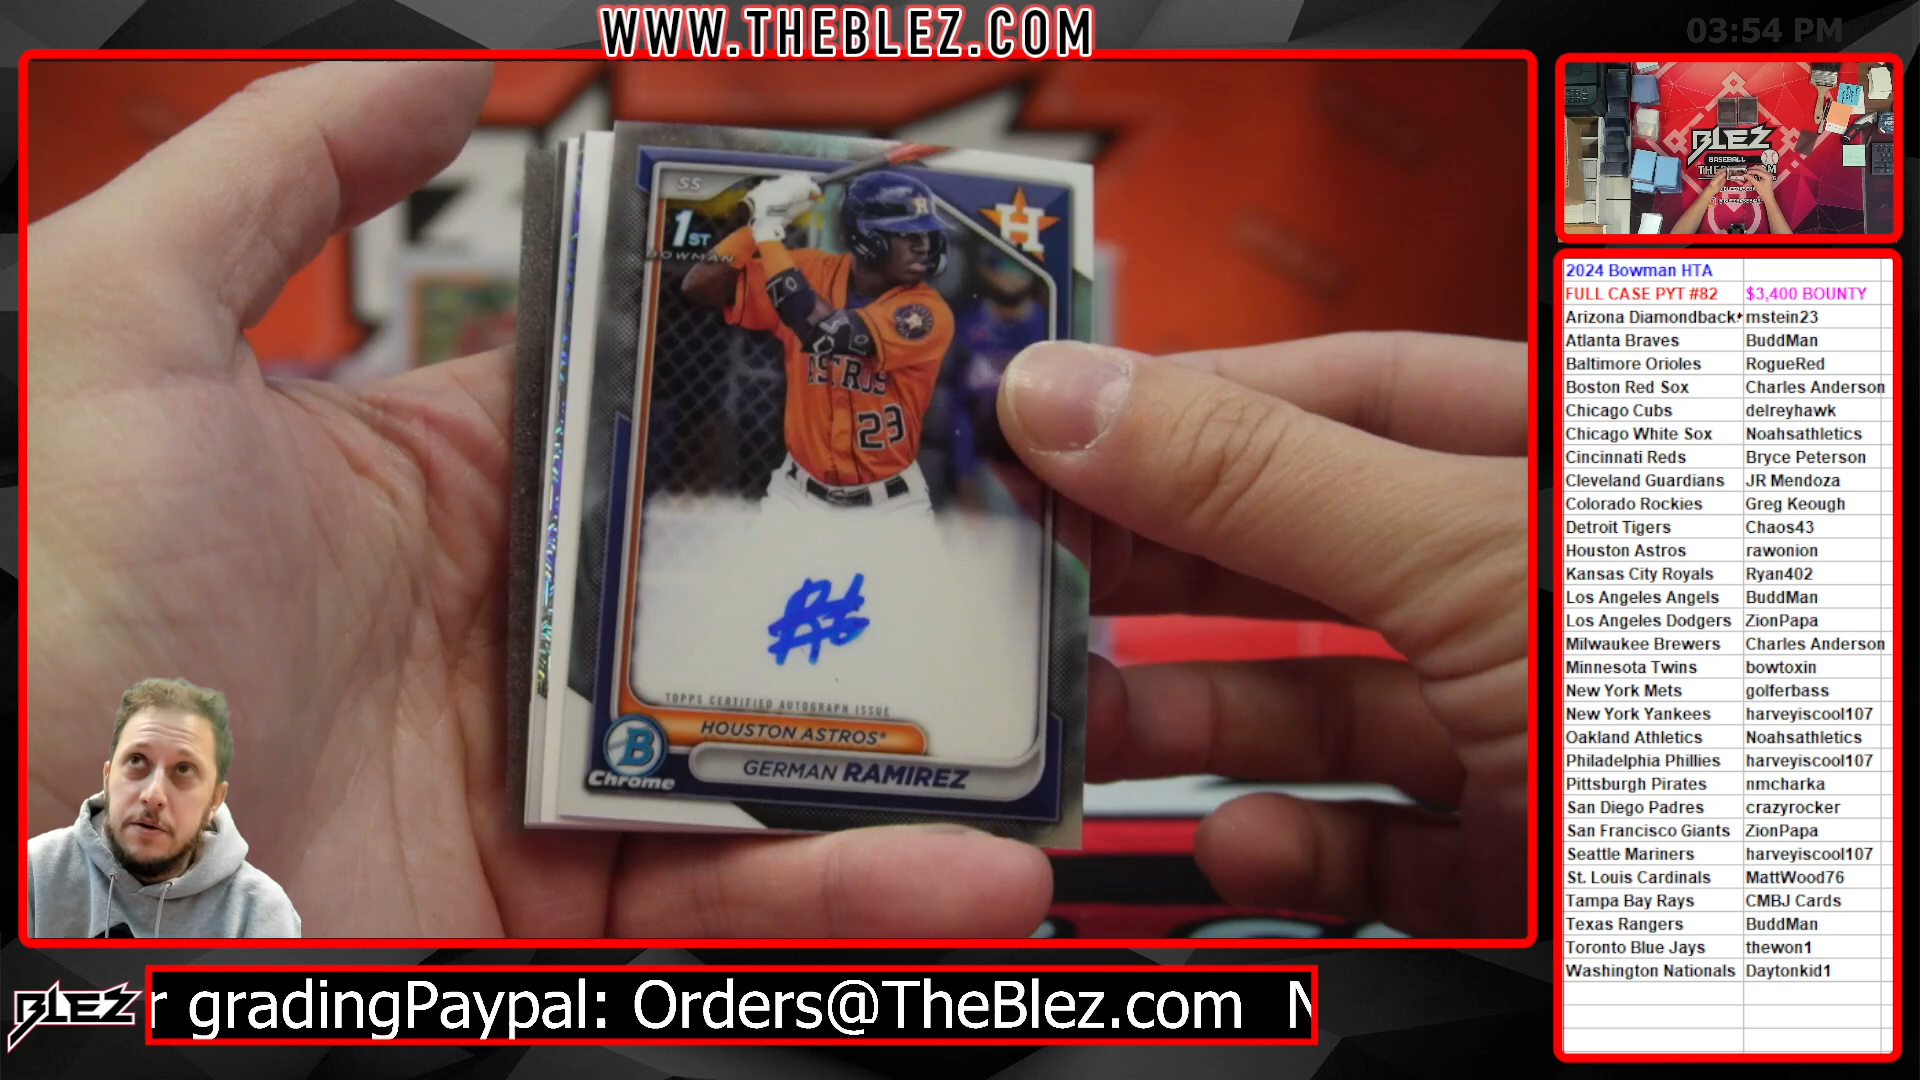 WWW.THEBLEZ.COM
03:54 PM
SS
1ST
BOWMAN
H
ASTROS
23
TOPPS CERTIFIED AUTOGRAPH ISSUE
HOUSTON ASTROS
B
Chrome
GERMAN RAMIREZ
BLEZ
BASEBALL
2024 Bowman HTA
FULL CASE PYT #82 $3,400 BOUNTY
Arizona Diamondback mstein23
Atlanta Braves BuddMan
Baltimore Orioles RogueRed
Boston Red Sox Charles Anderson
Chicago Cubs delreyhawk
Chicago White Sox Noahsathletics
Cincinnati Reds Bryce Peterson
Cleveland Guardians JR Mendoza
Colorado Rockies Greg Keough
Detroit Tigers Chaos43
Houston Astros rawonion
Kansas City Royals Ryan402
Los Angeles Angels BuddMan
Los Angeles Dodgers ZionPapa
Milwaukee Brewers Charles Anderson
Minnesota Twins bowtoxin
New York Mets golferbass
New York Yankees harveyiscool107
Oakland Athletics Noahsathletics
Philadelphia Phillies harveyiscool107
Pittsburgh Pirates nmcharka
San Diego Padres crazyrocker
San Francisco Giants ZionPapa
Seattle Mariners harveyiscool107
St. Louis Cardinals MattWood76
Tampa Bay Rays CMBJ Cards
Texas Rangers BuddMan
Toronto Blue Jays thewon1
Washington Nationals Daytonkid1
BLEZ
r gradingPaypal: Orders@TheBlez.com N